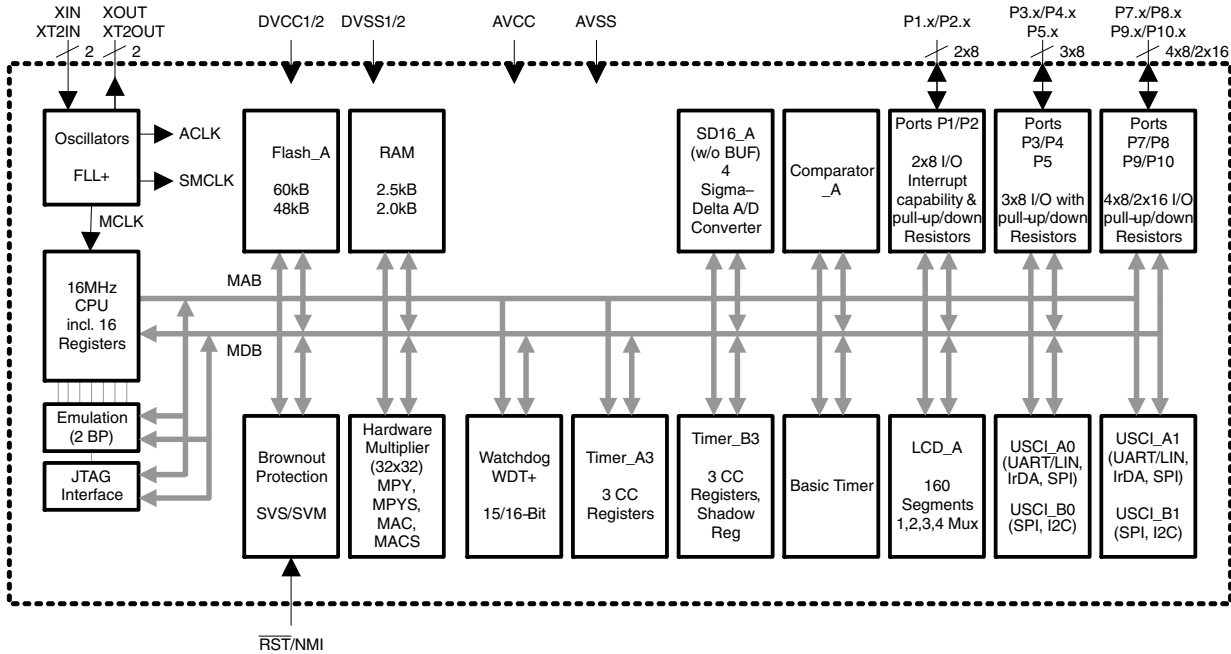 XIN
XT2IN
2
XOUT
XT2OUT
2
DVCC1/2
DVSS1/2
AVCC
AVSS
P1.x/P2.x
2x8
P3.x/P4.x
P5.x
3x8
P7.x/P8.x
P9.x/P10.x
4x8/2x16
Oscillators
FLL+
ACLK
SMCLK
MCLK
Flash_A
60kB
48kB
RAM
2.5kB
2.0kB
SD16_A
(w/o BUF)
4
Sigma–
Delta A/D
Converter
Comparator
_A
Ports P1/P2
2x8 I/O
Interrupt
capability &
pull–up/down
Resistors
Ports
P3/P4
P5
3x8 I/O with
pull–up/down
Resistors
Ports
P7/P8
P9/P10
4x8/2x16 I/O
pull–up/down
Resistors
16MHz
CPU
incl. 16
Registers
MAB
MDB
Emulation
(2 BP)
JTAG
Interface
Brownout
Protection
SVS/SVM
Hardware
Multiplier
(32x32)
MPY,
MPYS,
MAC,
MACS
Watchdog
WDT+
15/16–Bit
Timer_A3
3 CC
Registers
Timer_B3
3 CC
Registers,
Shadow
Reg
Basic Timer
LCD_A
160
Segments
1,2,3,4 Mux
USCI_A0
(UART/LIN,
IrDA, SPI)
USCI_B0
(SPI, I2C)
USCI_A1
(UART/LIN,
IrDA, SPI)
USCI_B1
(SPI, I2C)
RST/NMI